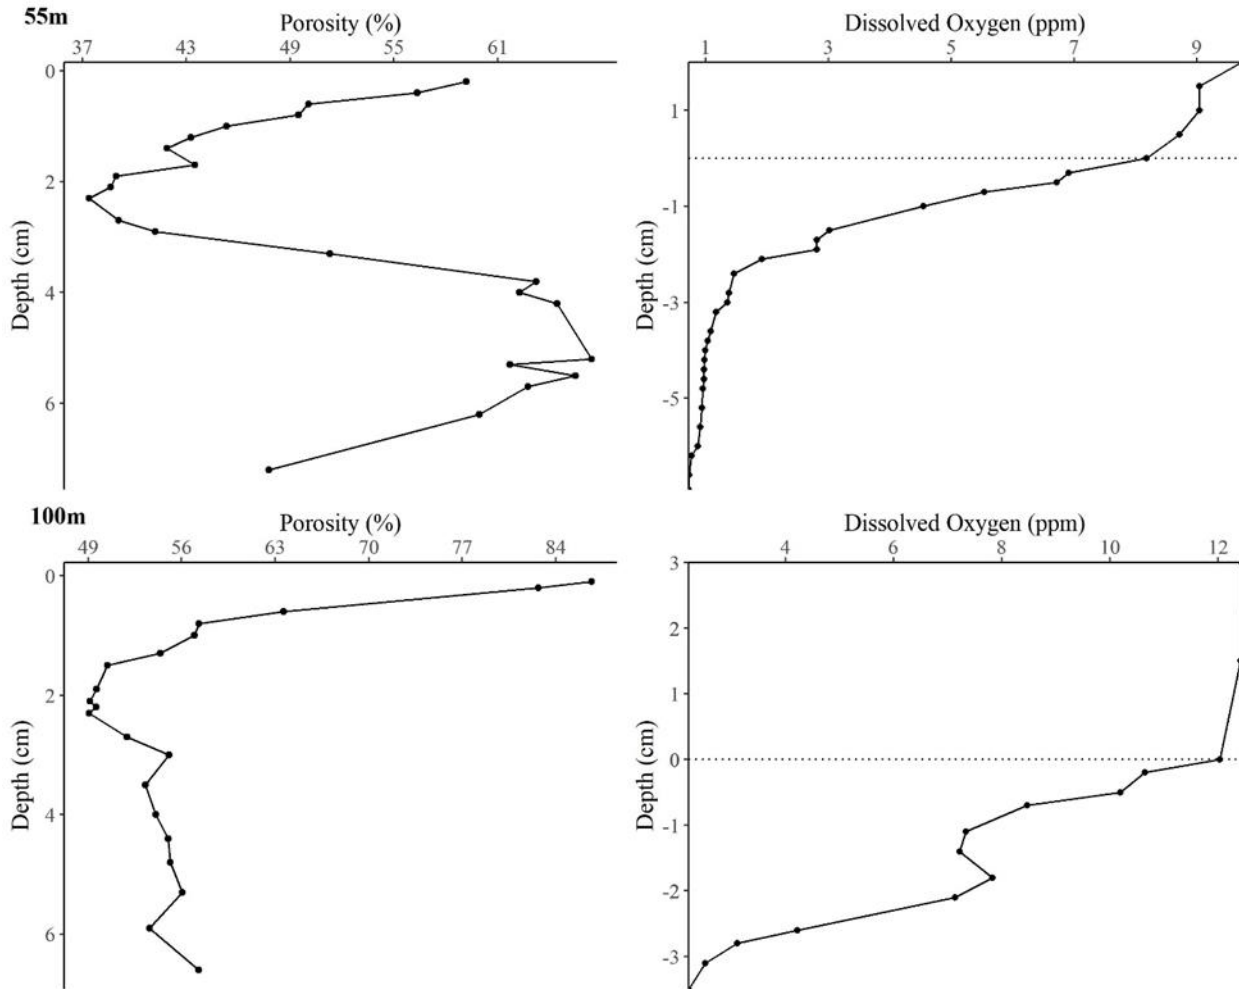 55m
Porosity (%)
37 43 49 55 61
0
2
4
6
Depth (cm)
Dissolved Oxygen (ppm)
1 3 5 7 9
1
-1
-3
-5
Depth (cm)
100m
Porosity (%)
49 56 63 70 77 84
0
2
4
6
Depth (cm)
Dissolved Oxygen (ppm)
4 6 8 10 12
3
2
1
0
-1
-2
-3
Depth (cm)